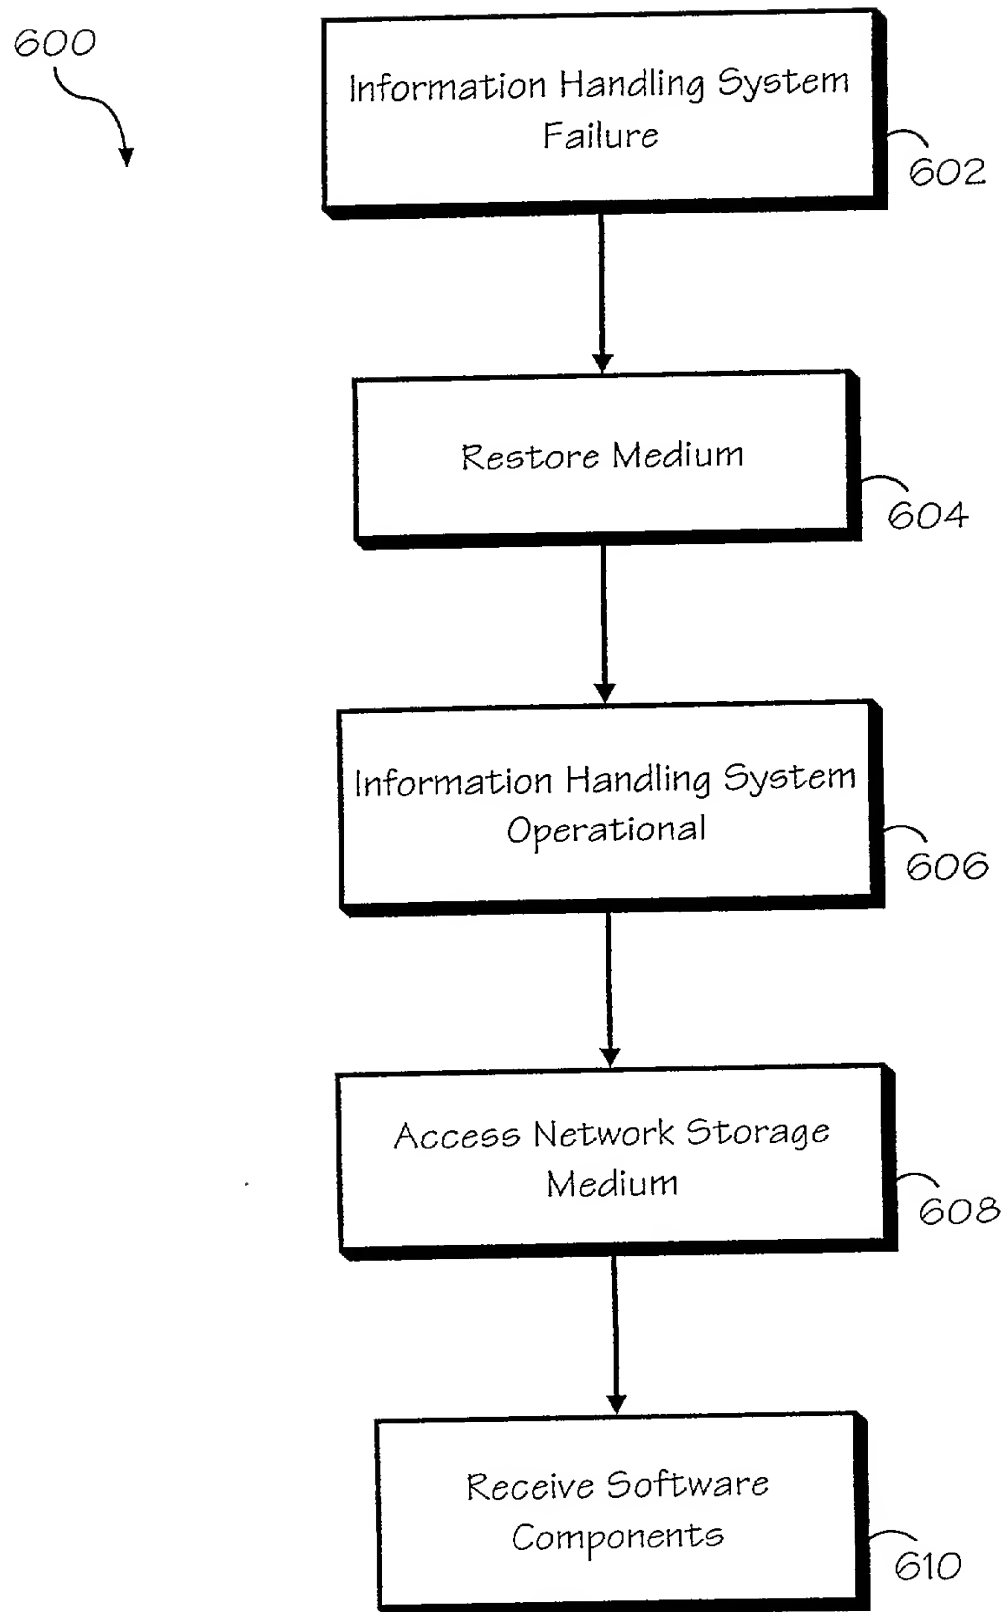 600
Information Handling System
Failure
602
Restore Medium
604
Information Handling System
Operational
606
Access Network Storage
Medium
608
Receive Software
Components
610